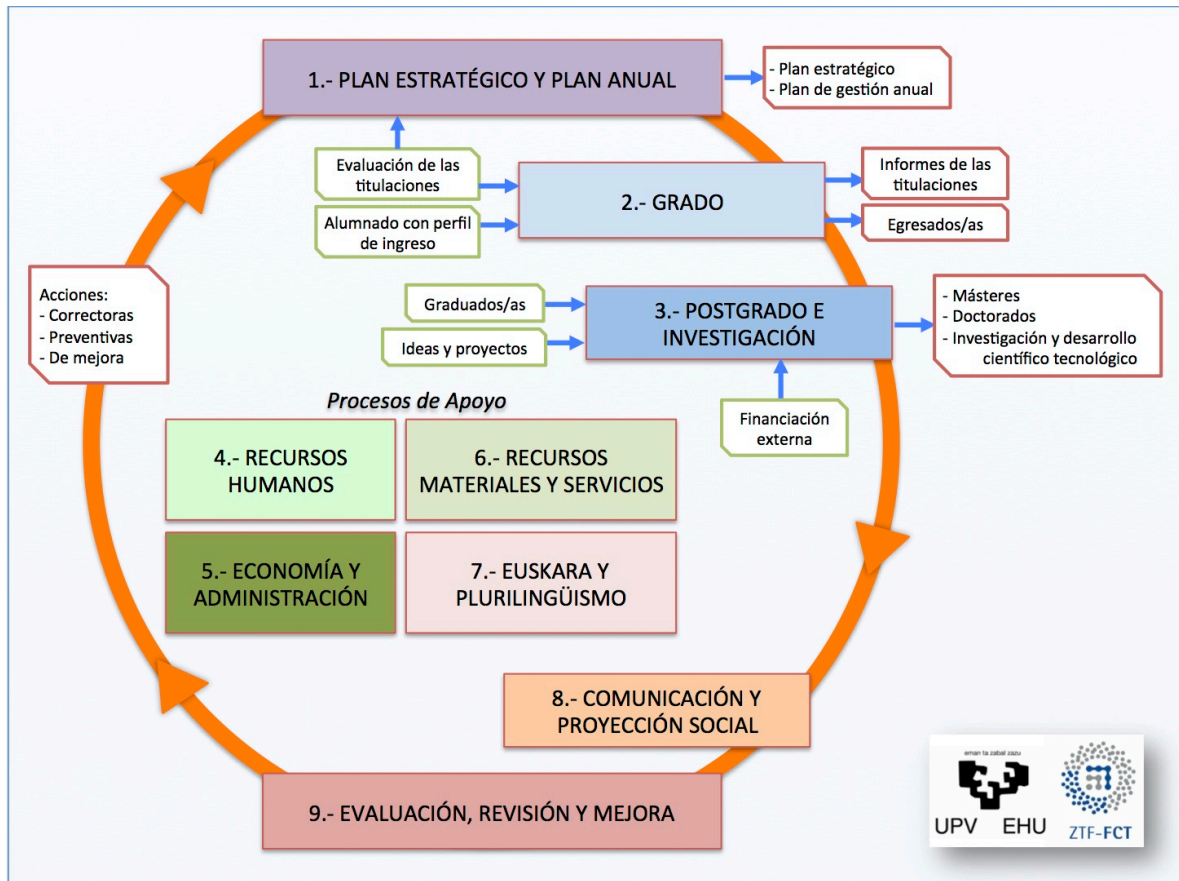 1.- PLAN ESTRATÉGICO Y PLAN ANUAL
- Plan estratégico
- Plan de gestión anual
Evaluación de las
titulaciones
Alumnado con perfil
de ingreso
2.- GRADO
Informes de las
titulaciones
Egresados/as
Acciones:
- Correctoras
- Preventivas
- De mejora
Graduados/as
Ideas y proyectos
3.- POSTGRADO E
INVESTIGACIÓN
- Másteres
- Doctorados
- Investigación y desarrollo
científico tecnológico
Financiación
externa
Procesos de Apoyo
4.- RECURSOS
HUMANOS
6.- RECURSOS
MATERIALES Y SERVICIOS
5.- ECONOMÍA Y
ADMINISTRACIÓN
7.- EUSKARA Y
PLURILINGÜISMO
8.- COMUNICACIÓN Y
PROYECCIÓN SOCIAL
9.- EVALUACIÓN, REVISIÓN Y MEJORA
eman ta zabal zazu
UPV EHU
ZTF-FCT